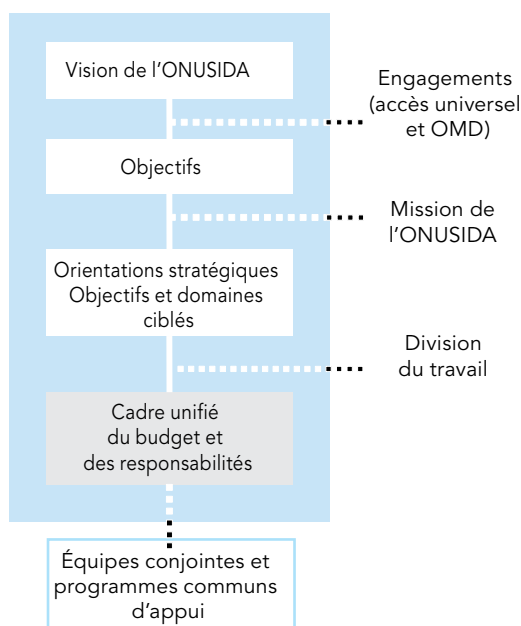 Vision de l'ONUSIDA
Engagements
(accès universel
et OMD)
Objectifs
Mission de
l'ONUSIDA
Orientations stratégiques
Objectifs et domaines
ciblés
Division
du travail
Cadre unifié
du budget et
des responsabilités
Équipes conjointes et
programmes communs
d'appui